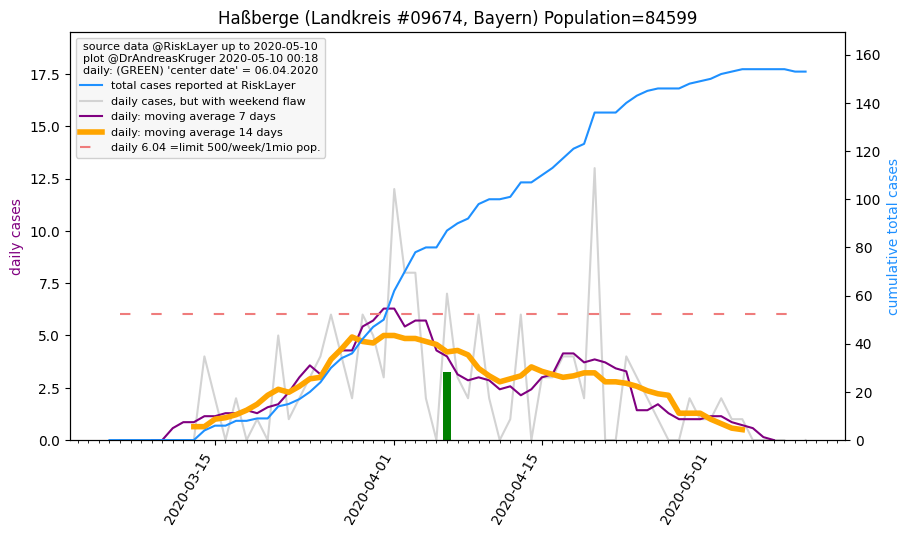 Haßberge (Landkreis #09674, Bayern) Population=84599
source data @RiskLayer up to 2020-05-10
plot @DrAndreasKruger 2020-05-10 00:18
daily: (GREEN) 'center date' = 06.04.2020
total cases reported at RiskLayer
daily cases, but with weekend flaw
daily: moving average 7 days
daily: moving average 14 days
daily 6.04 =limit 500/week/1mio pop.
daily cases
17.5
15.0
12.5
10.0
7.5
5.0
2.5
0.0
160
140
120
100
80
60
40
20
0
cumulative total cases
2020-03-15
2020-04-01
2020-04-15
2020-05-01